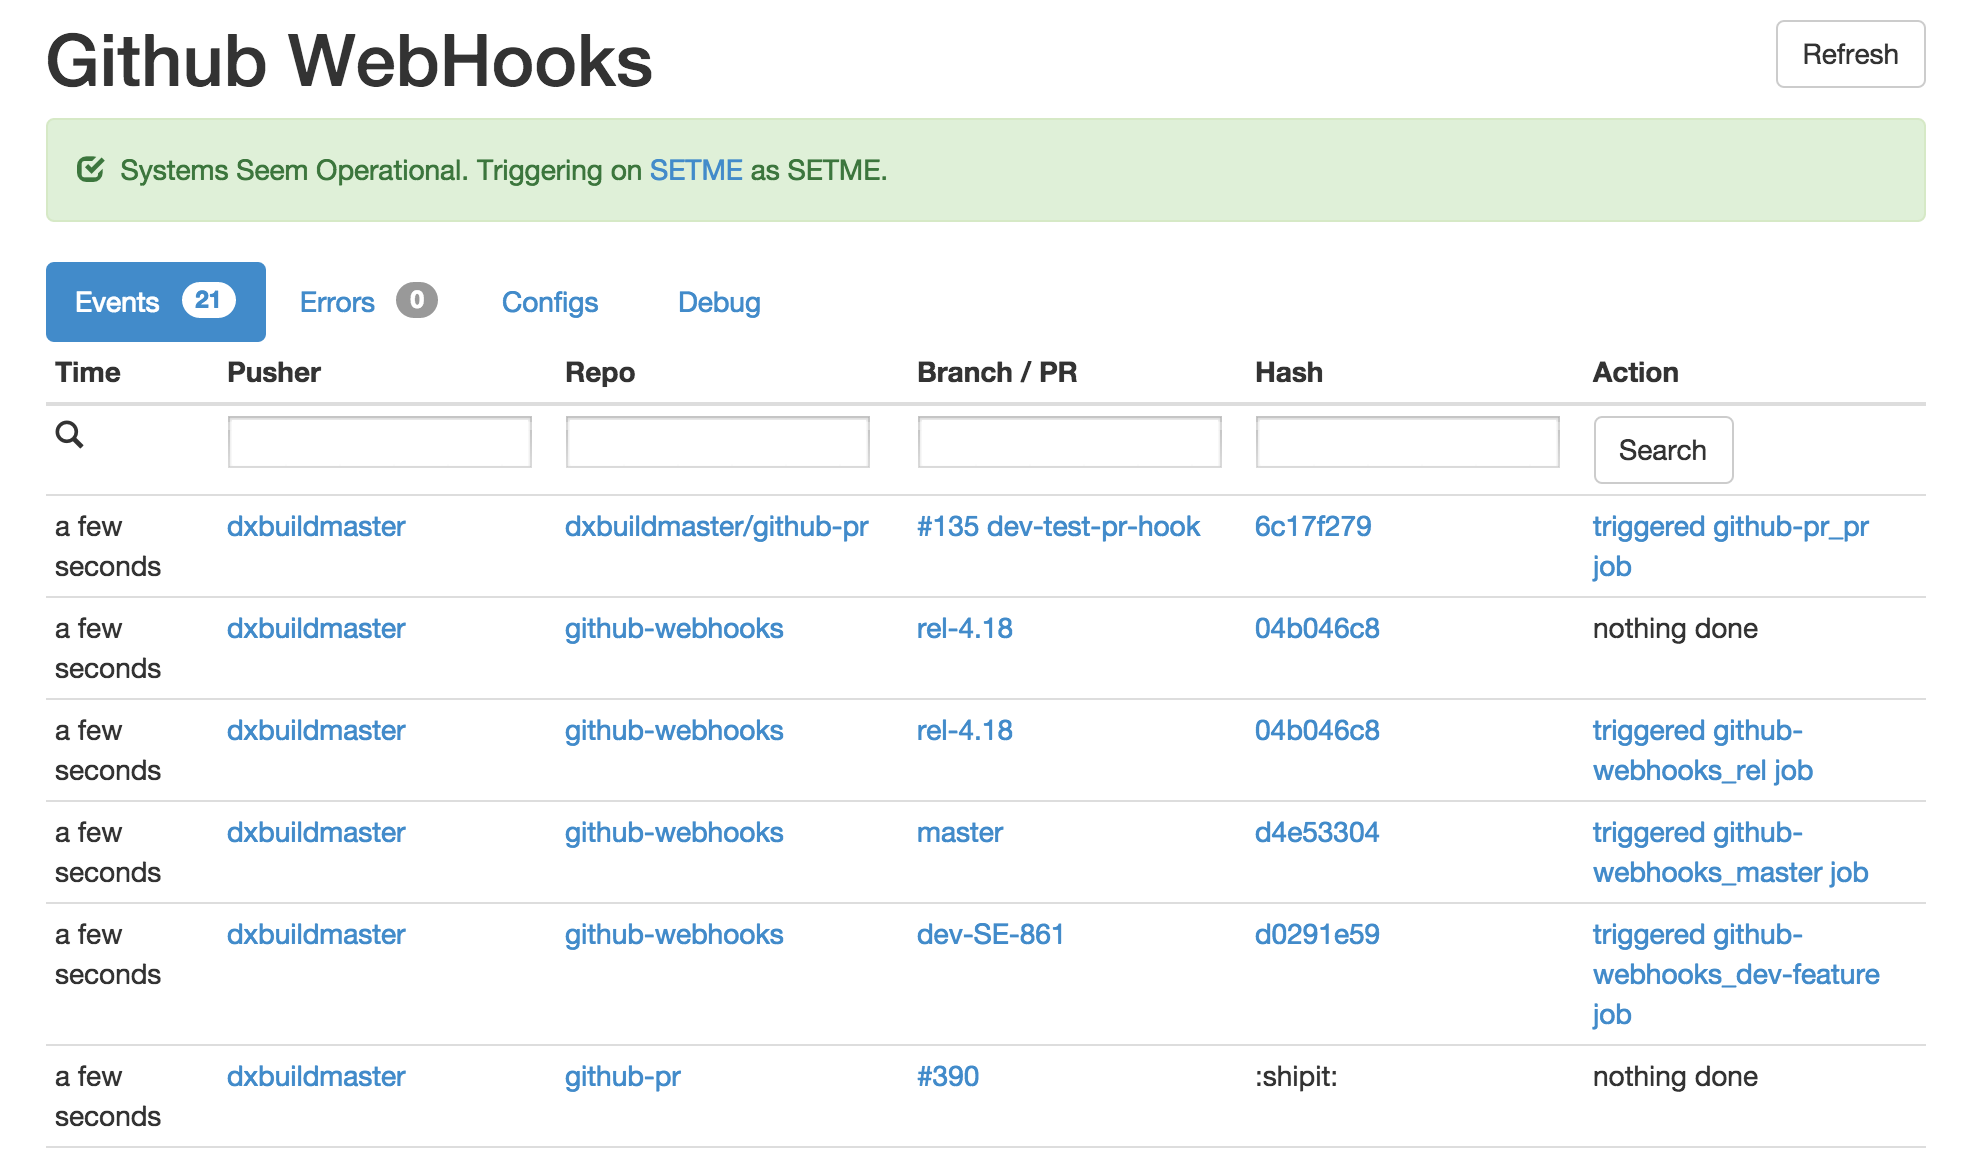 Github WebHooks
Refresh
Systems Seem Operational. Triggering on SETME as SETME.
Events 21 Errors 0 Configs Debug
Time Pusher Repo Branch / PR Hash Action
Search
a few dxbuildmaster dxbuildmaster/github-pr #135 dev-test-pr-hook 6c17f279 triggered github-pr_pr
seconds job
a few dxbuildmaster github-webhooks rel-4.18 04b046c8 nothing done
seconds
a few dxbuildmaster github-webhooks rel-4.18 04b046c8 triggered github-
seconds webhooks_rel job
a few dxbuildmaster github-webhooks master d4e53304 triggered github-
seconds webhooks_master job
a few dxbuildmaster github-webhooks dev-SE-861 d0291e59 triggered github-
seconds webhooks_dev-feature
job
a few dxbuildmaster github-pr #390 :shipit: nothing done
seconds